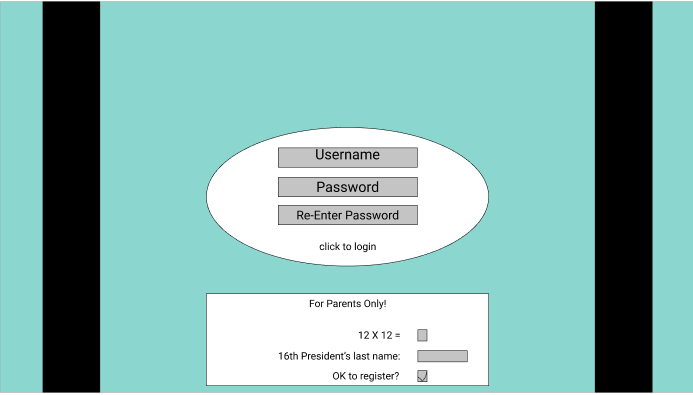 Username
Password
Re-Enter Password
click to login
For Parents Only!
12 X 12 =
16th President's last name:
OK to register?